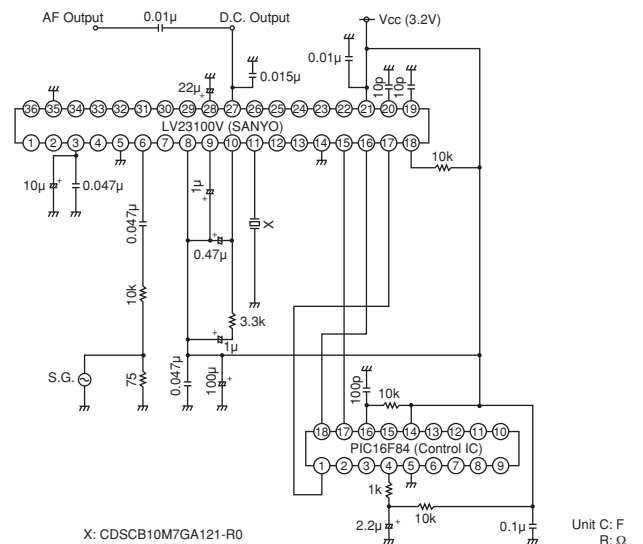 AF Output
0.01µ
D.C. Output
Vcc (3.2V)
0.01µ
0.015µ
22µ
+
10p
10p
36 35 34 33 32 31 30 29 28 27 26 25 24 23 22 21 20 19
LV23100V (SANYO)
1 2 3 4 5 6 7 8 9 10 11 12 13 14 15 16 17 18
10k
10µ
+
0.047µ
0.047µ
1µ
+
X
+
0.47µ
10k
3.3k
+
1µ
S.G.
75
0.047µ
100µ
+
100p
10k
18 17 16 15 14 13 12 11 10
PIC16F84 (Control IC)
1 2 3 4 5 6 7 8 9
1k
10k
2.2µ
+
0.1µ
X: CDSCB10M7GA121-R0
Unit C: F
R: Ω